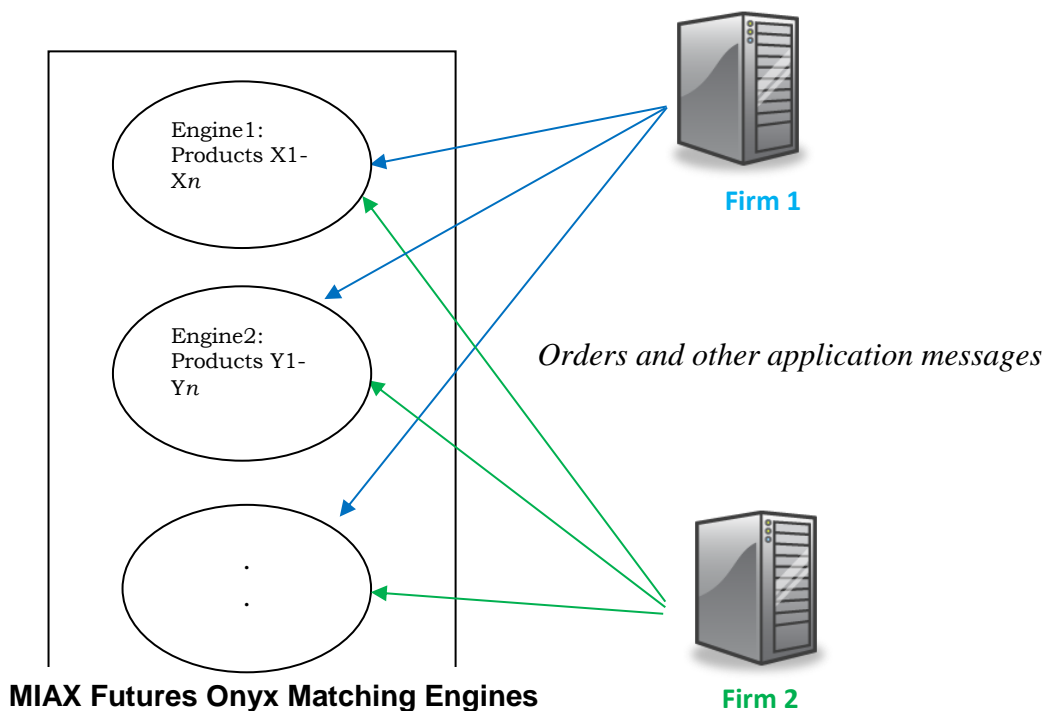 Engine1:
Products X1-
Xn
Firm 1
Engine2:
Products Y1-
Yn
Orders and other application messages
.
.
MIAX Futures Onyx Matching Engines
Firm 2